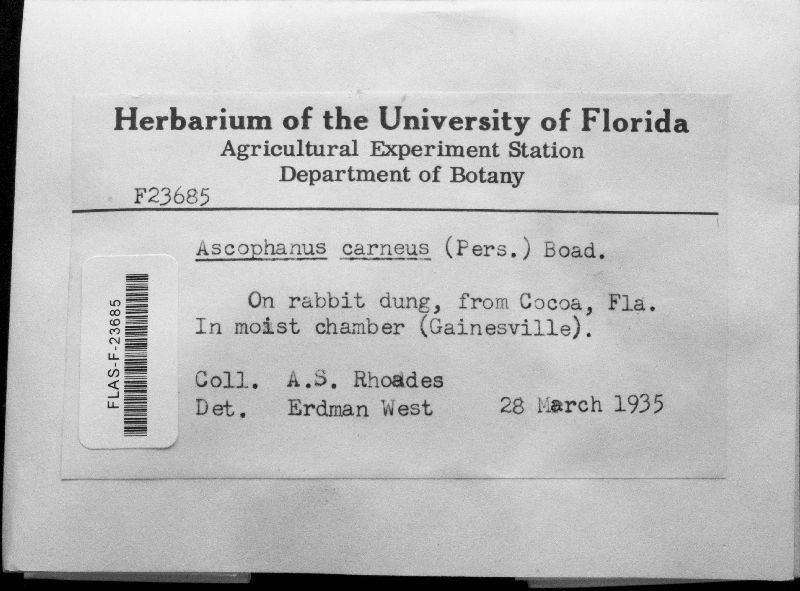 Herbarium of the University of Florida
Agricultural Experiment Station
Department of Botany
F23685
Ascophanus carneus (Pers.) Boad.
On rabbit dung, from Cocoa, Fla.
In moist chamber (Gainesville).
Coll. A.S. Rhoades
Det. Erdman West 28 March 1935
FLAS-F-23685